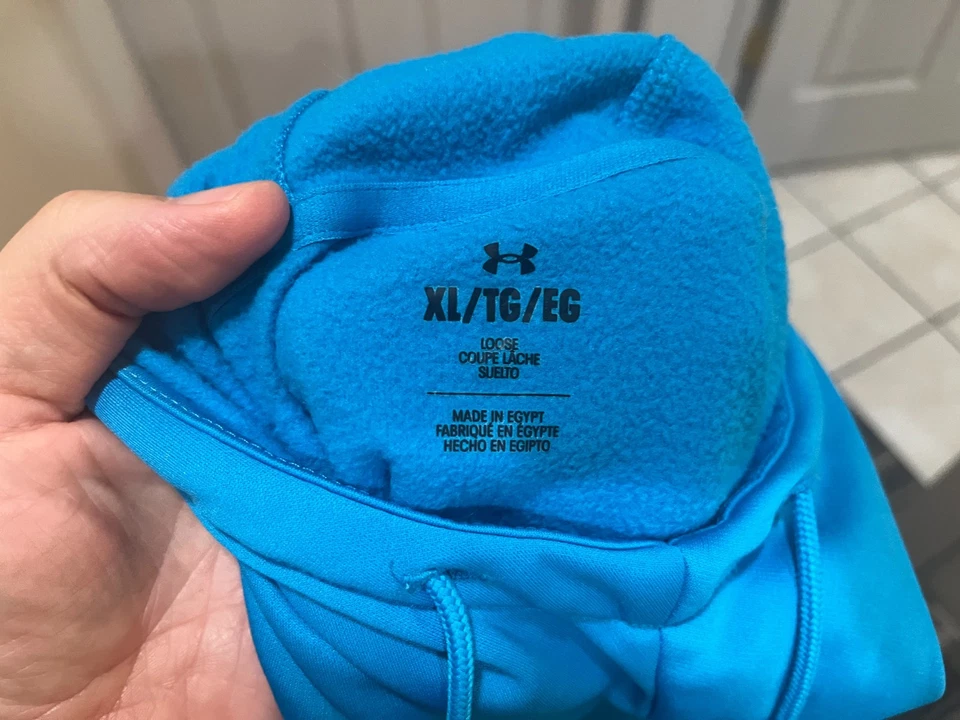 XL/TG/EG
LOOSE
COUPE LÂCHE
SUELTO
MADE IN EGYPT
FABRIQUÉ EN ÉGYPTE
HECHO EN EGIPTO